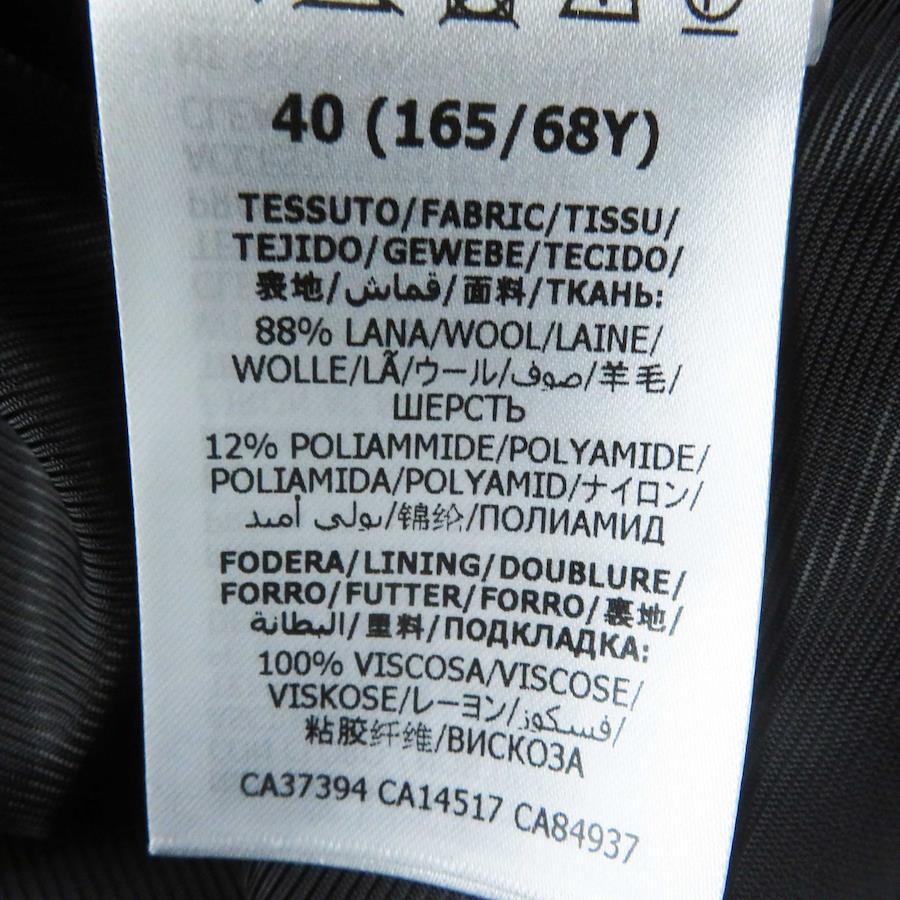 40 (165/68Y)
TESSUTO/FABRIC/TISSU/
TEJIDO/GEWEBE/TECIDO/
表地/قماش/面料/ТКАНЬ:
88% LANA/WOOL/LAINE/
WOLLE/LÃ/ウール/صوف/羊毛/
ШЕРСТЬ
12% POLIAMMIDE/POLYAMIDE/
POLIAMIDA/POLYAMID/ナイロン/
بولي أميد/锦纶/ПОЛИАМИД
FODERA/LINING/DOUBLURE/
FORRO/FUTTER/FORRO/裏地/
البطانة/里料/ПОДКЛАДКА:
100% VISCOSA/VISCOSE/
VISKOSE/レーヨン/فسكوز/
粘胶纤维/ВИСКОЗА
CA37394 CA14517 CA84937